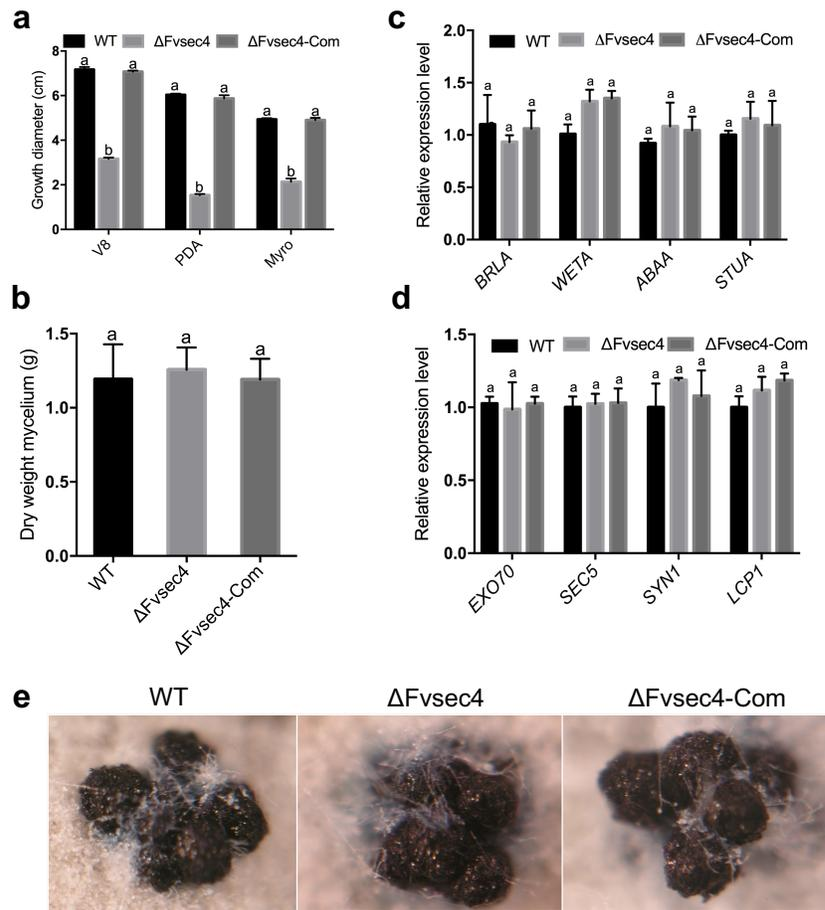 a
WT ΔFvsec4 ΔFvsec4-Com
Growth diameter (cm)
8
6
4
2
0
a a
b
a a
b
a a
b
V8 PDA Myro
b
Dry weight mycelium (g)
1.5
1.0
0.5
0.0
a a a
WT ΔFvsec4 ΔFvsec4-Com
c
WT ΔFvsec4 ΔFvsec4-Com
Relative expression level
2.0
1.5
1.0
0.5
0.0
a a a a a a a a a a a a
BRLA WETA ABAA STUA
d
WT ΔFvsec4 ΔFvsec4-Com
Relative expression level
1.5
1.0
0.5
0.0
a a a a a a a a a a a a
EXO70 SEC5 SYN1 LCP1
e
WT ΔFvsec4 ΔFvsec4-Com